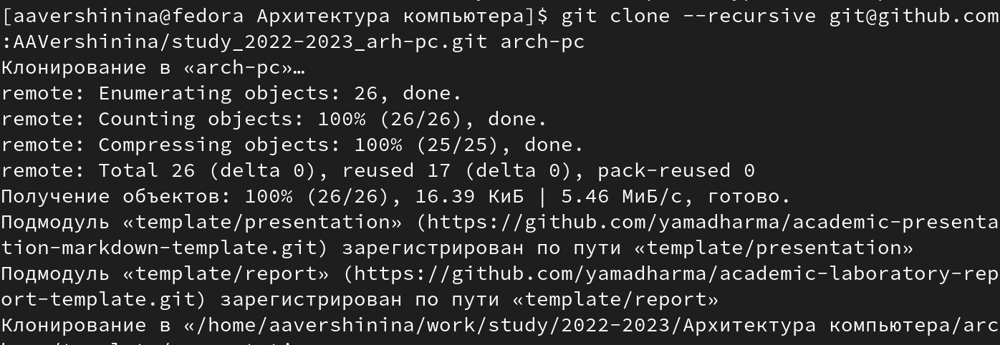 [aavershinina@fedora Архитектура компьютера]$ git clone --recursive git@github.com
:AAVershinina/study_2022-2023_arh-pc.git arch-pc
Клонирование в «arch-pc»…
remote: Enumerating objects: 26, done.
remote: Counting objects: 100% (26/26), done.
remote: Compressing objects: 100% (25/25), done.
remote: Total 26 (delta 0), reused 17 (delta 0), pack-reused 0
Получение объектов: 100% (26/26), 16.39 КиБ | 5.46 МиБ/с, готово.
Подмодуль «template/presentation» (https://github.com/yamadharma/academic-presenta
tion-markdown-template.git) зарегистрирован по пути «template/presentation»
Подмодуль «template/report» (https://github.com/yamadharma/academic-laboratory-rep
ort-template.git) зарегистрирован по пути «template/report»
Клонирование в «/home/aavershinina/work/study/2022-2023/Архитектура компьютера/arc